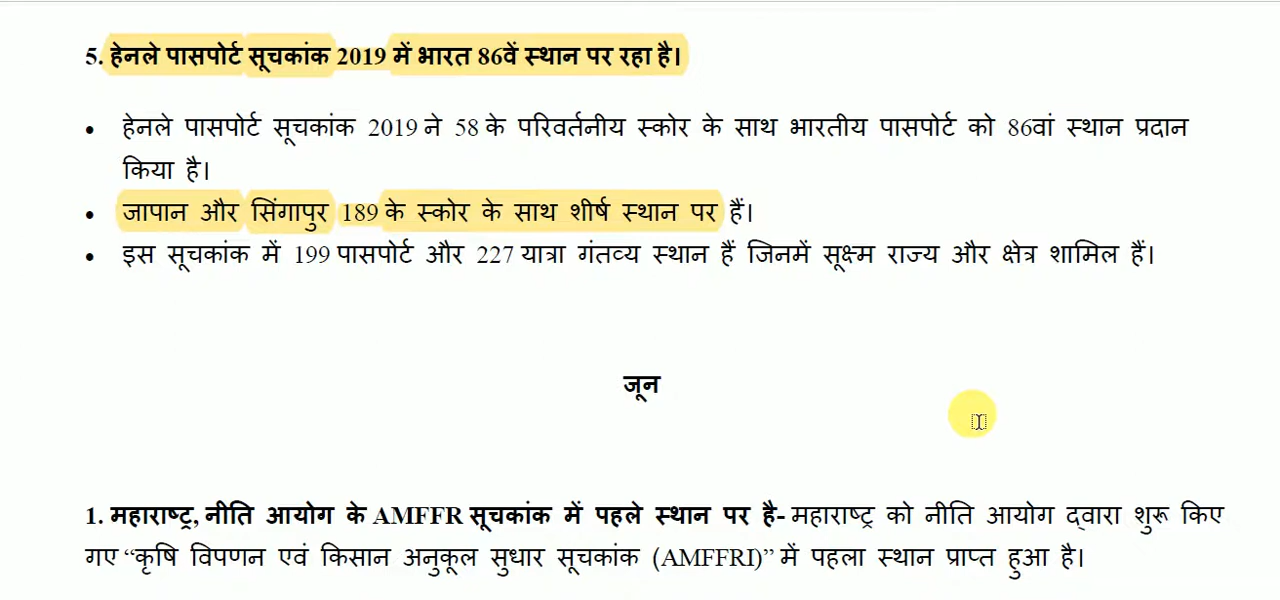 5. हेनले पासपोर्ट सूचकांक 2019 में भारत 86वें स्थान पर रहा है।
• हेनले पासपोर्ट सूचकांक 2019 ने 58 के परिवर्तनीय स्कोर के साथ भारतीय पासपोर्ट को 86वां स्थान प्रदान
किया है।
• जापान और सिंगापुर 189 के स्कोर के साथ शीर्ष स्थान पर हैं।
• इस सूचकांक में 199 पासपोर्ट और 227 यात्रा गंतव्य स्थान हैं जिनमें सूक्ष्म राज्य और क्षेत्र शामिल हैं।
जून
1. महाराष्ट्र, नीति आयोग के AMFFR सूचकांक में पहले स्थान पर है- महाराष्ट्र को नीति आयोग द्वारा शुरू किए
गए “कृषि विपणन एवं किसान अनुकूल सुधार सूचकांक (AMFFRI)” में पहला स्थान प्राप्त हुआ है।